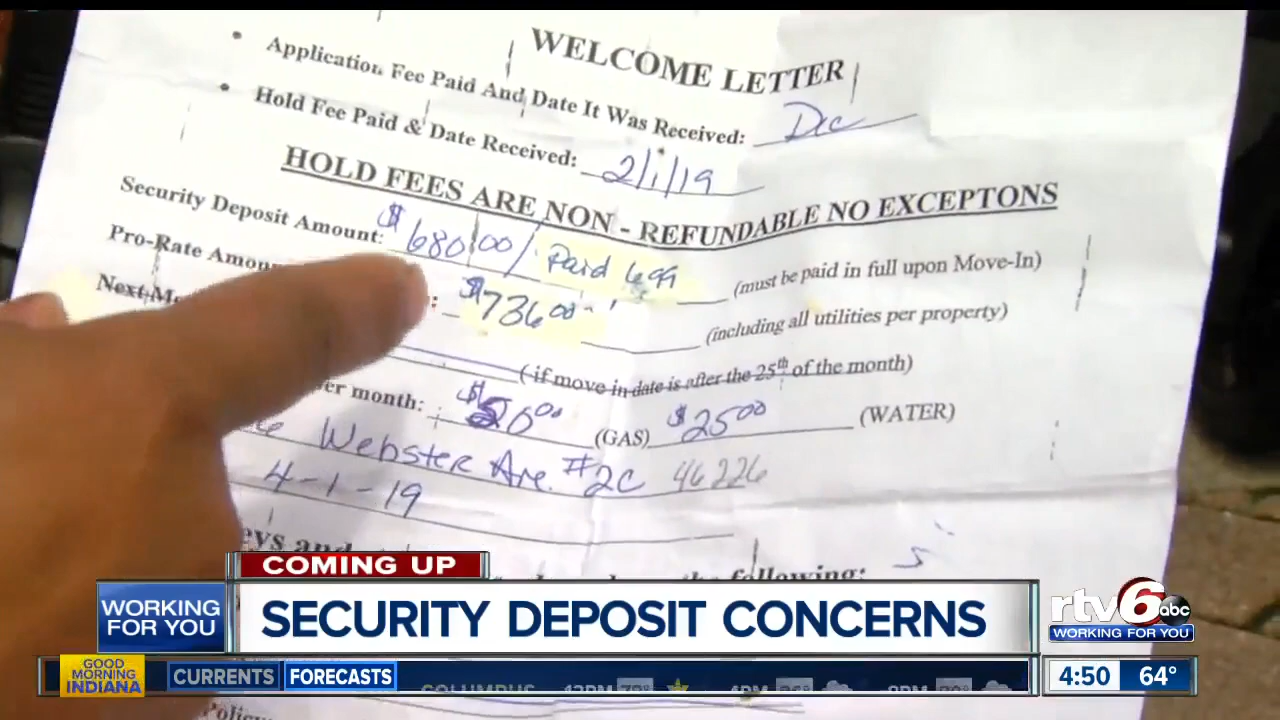 WELCOME LETTER
• Application Fee Paid And Date It Was Received: Dec
• Hold Fee Paid & Date Received: 2/1/19
HOLD FEES ARE NON - REFUNDABLE NO EXCEPTONS
Security Deposit Amount: $680.00/ Paid 699 (must be paid in full upon Move-In)
Pro-Rate $736.00 (including all utilities per property)
(if move in date is after the 25th of the month)
per month: $ (GAS) $25.00 (WATER)
Webster Ave. #2C 46226
4-1-19
following:
COMING UP
WORKING FOR YOU
SECURITY DEPOSIT CONCERNS
rtv6 abc
WORKING FOR YOU
GOOD MORNING INDIANA
CURRENTS
FORECASTS
4:50 64°